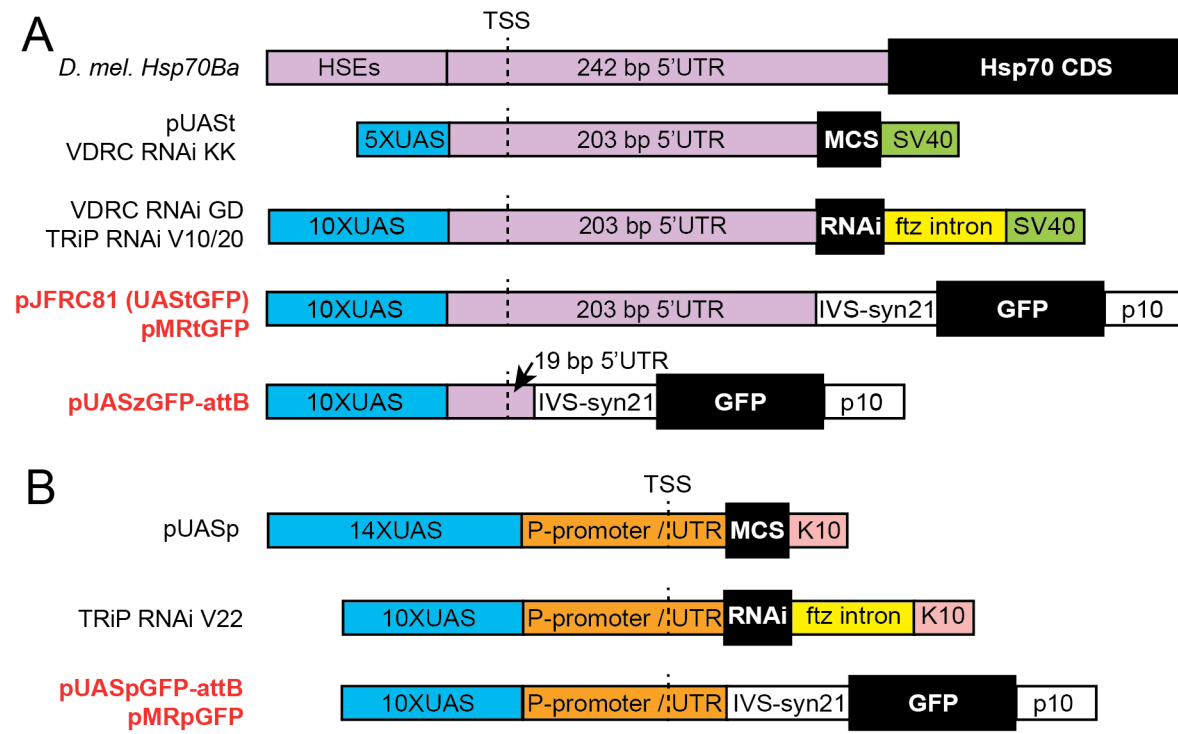 A
TSS
D. mel. Hsp70Ba
HSEs
242 bp 5'UTR
Hsp70 CDS
pUASt
VDRC RNAi KK
5XUAS
203 bp 5'UTR
MCS
SV40
VDRC RNAi GD
TRiP RNAi V10/20
10XUAS
203 bp 5'UTR
RNAi
ftz intron
SV40
pJFRC81 (UAStGFP)
pMRtGFP
10XUAS
203 bp 5'UTR
IVS-syn21
GFP
p10
19 bp 5'UTR
pUASzGFP-attB
10XUAS
IVS-syn21
GFP
p10
B
TSS
pUASp
14XUAS
P-promoter / UTR
MCS
K10
TRiP RNAi V22
10XUAS
P-promoter / UTR
RNAi
ftz intron
K10
pUASpGFP-attB
pMRpGFP
10XUAS
P-promoter / UTR
IVS-syn21
GFP
p10